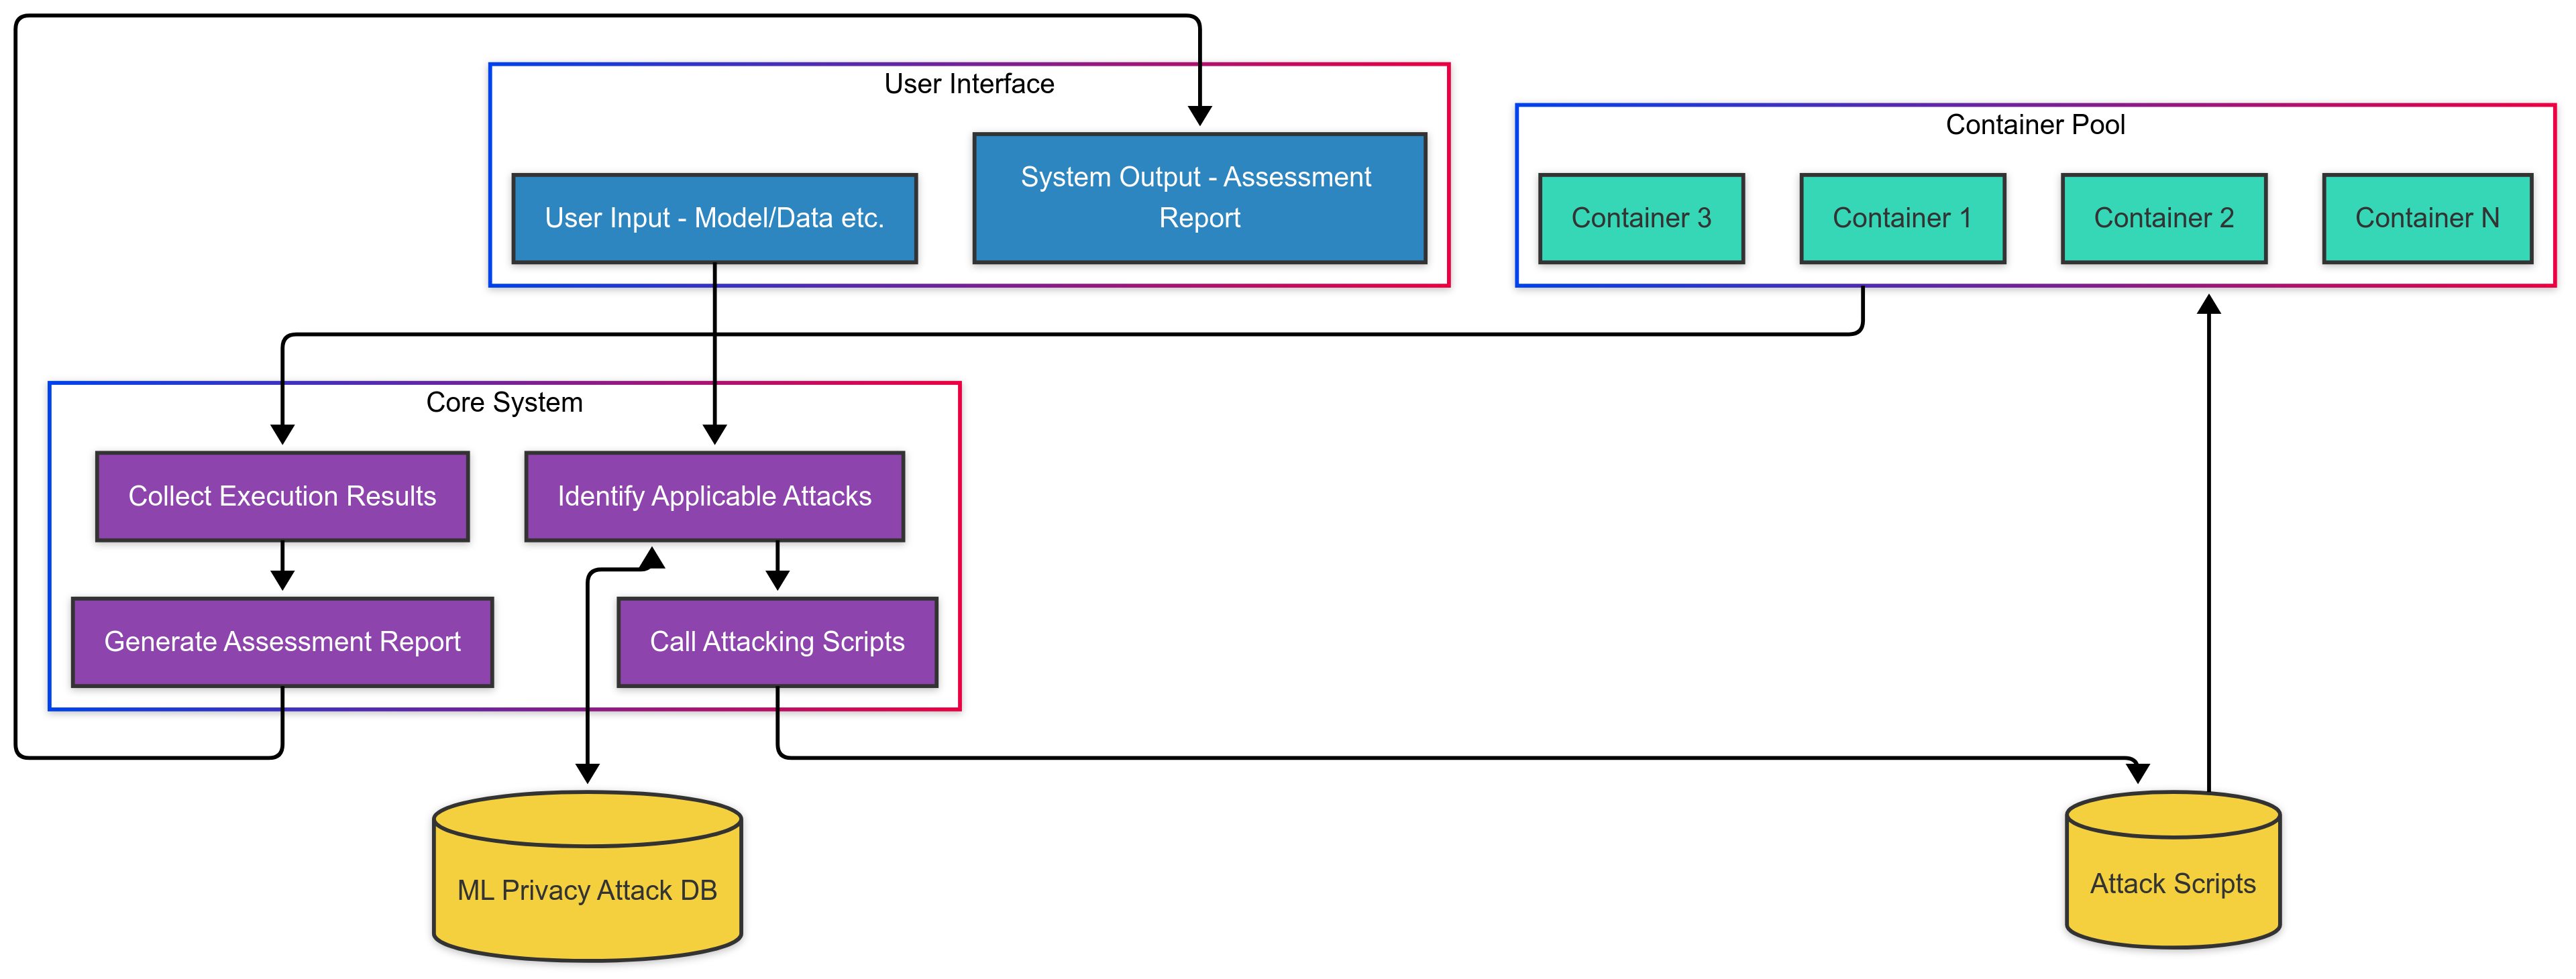 User Interface
User Input - Model/Data etc.
System Output - Assessment
Report
Container Pool
Container 3
Container 1
Container 2
Container N
Core System
Collect Execution Results
Identify Applicable Attacks
Generate Assessment Report
Call Attacking Scripts
ML Privacy Attack DB
Attack Scripts